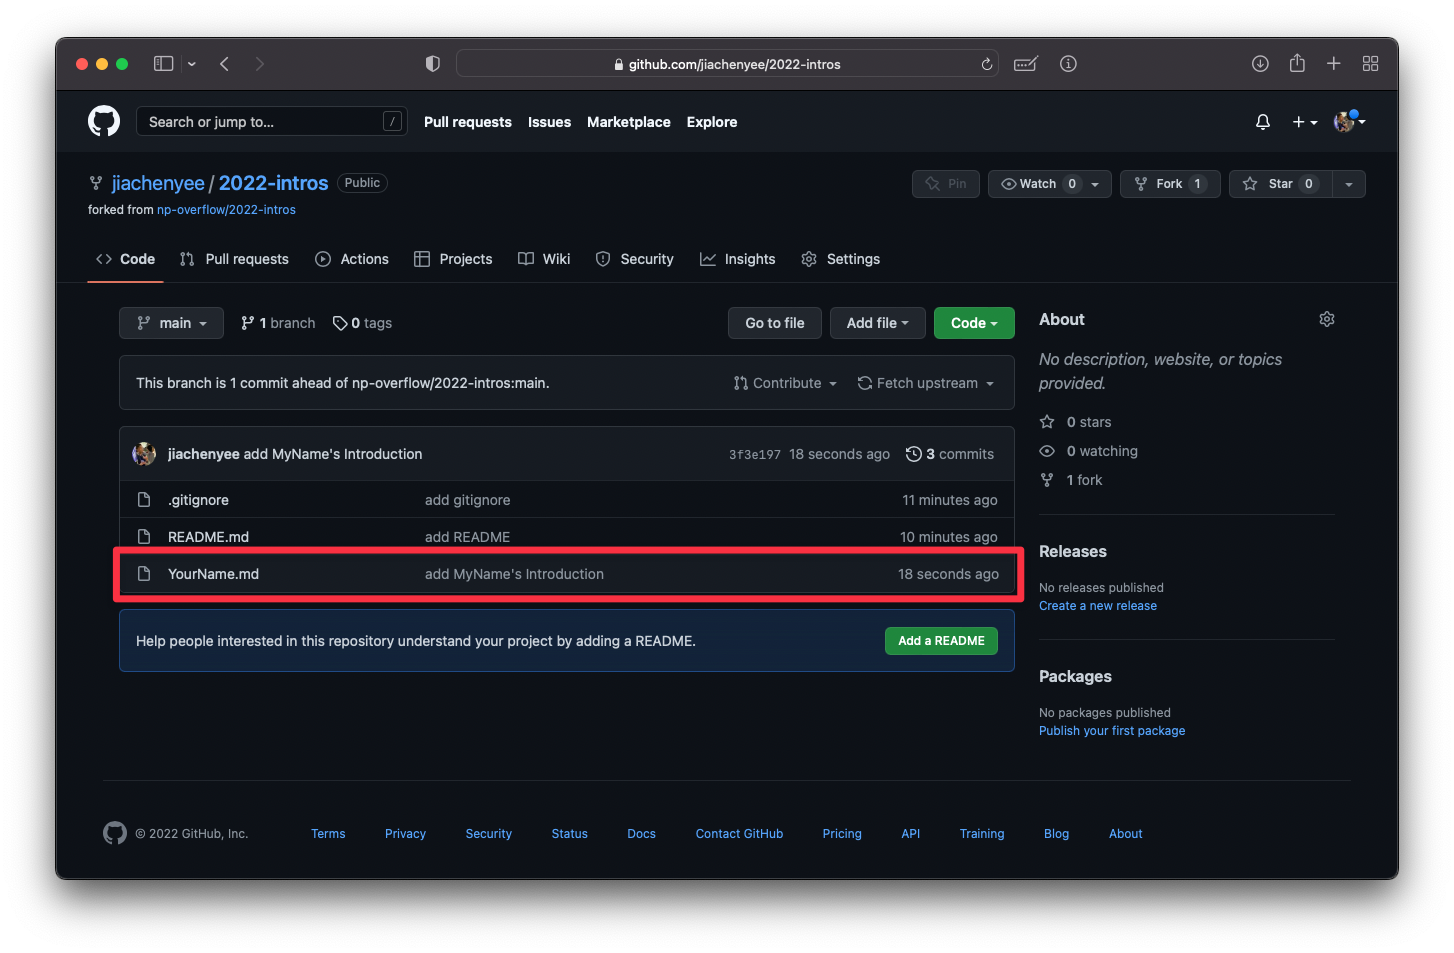 github.com/jiachenyee/2022-intros
Search or jump to... /
Pull requests Issues Marketplace Explore
jiachenyee / 2022-intros Public
Pin Watch 0 Fork 1 Star 0
forked from np-overflow/2022-intros
Code Pull requests Actions Projects Wiki Security Insights Settings
main 1 branch 0 tags Go to file Add file Code
This branch is 1 commit ahead of np-overflow/2022-intros:main. Contribute Fetch upstream
jiachenyee add MyName's Introduction 3f3e197 18 seconds ago 3 commits
.gitignore add gitignore 11 minutes ago
README.md add README 10 minutes ago
YourName.md add MyName's Introduction 18 seconds ago
Help people interested in this repository understand your project by adding a README. Add a README
About
No description, website, or topics
provided.
0 stars
0 watching
1 fork
Releases
No releases published
Create a new release
Packages
No packages published
Publish your first package
© 2022 GitHub, Inc. Terms Privacy Security Status Docs Contact GitHub Pricing API Training Blog About